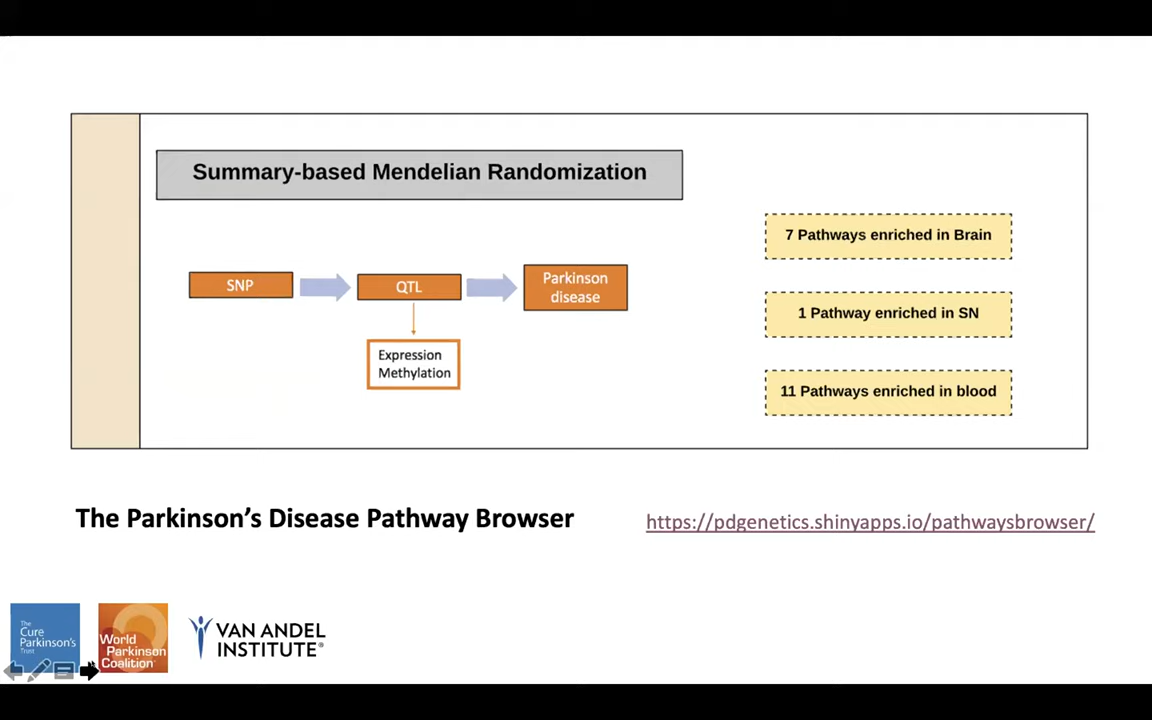 Summary-based Mendelian Randomization
7 Pathways enriched in Brain
SNP
QTL
Parkinson
disease
1 Pathway enriched in SN
Expression
Methylation
11 Pathways enriched in blood
The Parkinson's Disease Pathway Browser
https://pdgenetics.shinyapps.io/pathwaysbrowser/
The
Cure
Parkinson's
Trust
World
Parkinson
Coalition
VAN ANDEL
INSTITUTE®